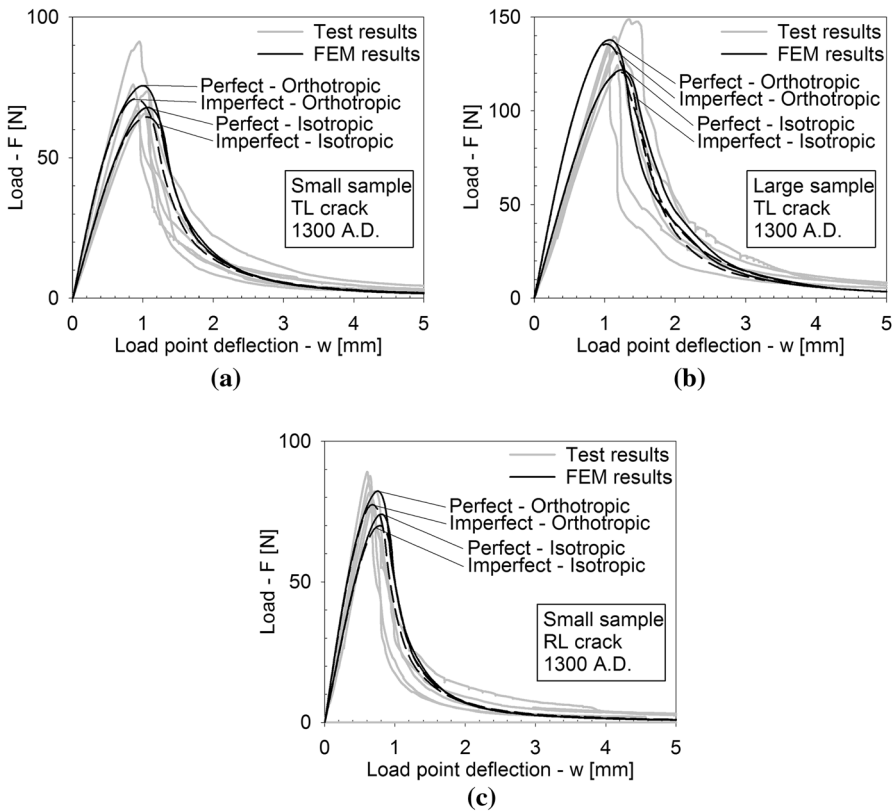 100
50
0
Load - F [N]
Test results
FEM results
Perfect - Orthotropic
Imperfect - Orthotropic
Perfect - Isotropic
Imperfect - Isotropic
Small sample
TL crack
1300 A.D.
0 1 2 3 4 5
Load point deflection - w [mm]
(a)
150
100
50
0
Load - F [N]
Test results
FEM results
Perfect - Orthotropic
Imperfect - Orthotropic
Perfect - Isotropic
Imperfect - Isotropic
Large sample
TL crack
1300 A.D.
0 1 2 3 4 5
Load point deflection - w [mm]
(b)
100
50
0
Load - F [N]
Test results
FEM results
Perfect - Orthotropic
Imperfect - Orthotropic
Perfect - Isotropic
Imperfect - Isotropic
Small sample
RL crack
1300 A.D.
0 1 2 3 4 5
Load point deflection - w [mm]
(c)